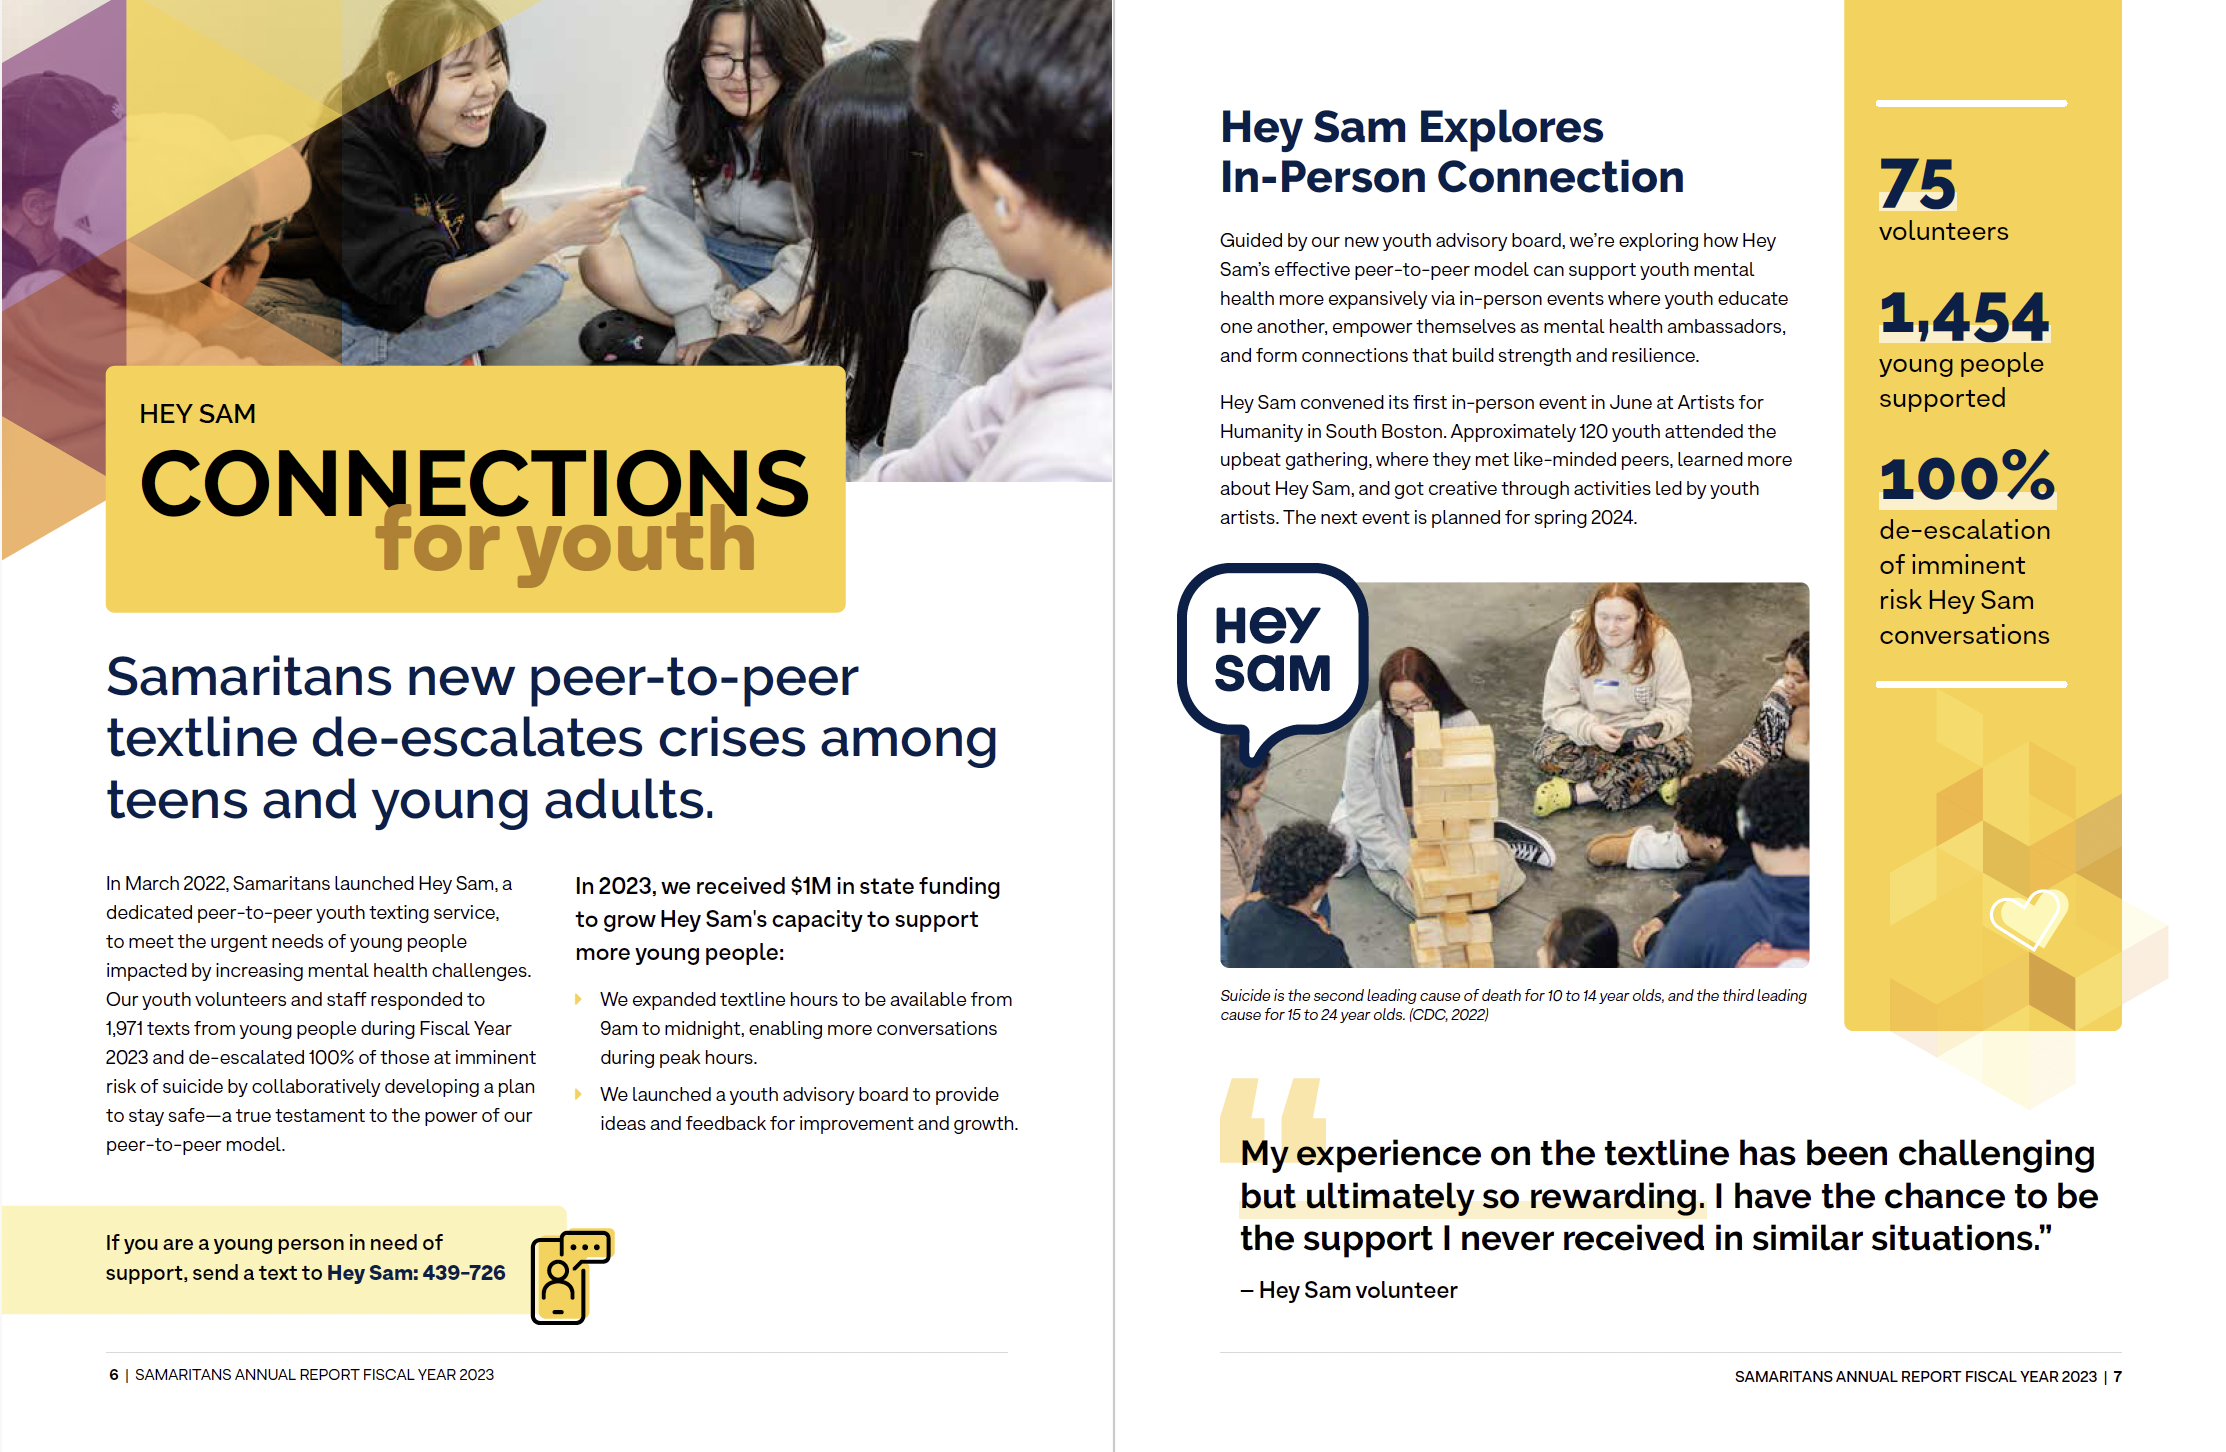 HEY SAM
CONNECTIONS
for youth
Samaritans new peer-to-peer
textline de-escalates crises among
teens and young adults.
In March 2022, Samaritans launched Hey Sam, a
dedicated peer-to-peer youth texting service,
to meet the urgent needs of young people
impacted by increasing mental health challenges.
Our youth volunteers and staff responded to
1,971 texts from young people during Fiscal Year
2023 and de-escalated 100% of those at imminent
risk of suicide by collaboratively developing a plan
to stay safe—a true testament to the power of our
peer-to-peer model.
In 2023, we received $1M in state funding
to grow Hey Sam's capacity to support
more young people:
We expanded textline hours to be available from
9am to midnight, enabling more conversations
during peak hours.
We launched a youth advisory board to provide
ideas and feedback for improvement and growth.
If you are a young person in need of
support, send a text to Hey Sam: 439-726
6 | SAMARITANS ANNUAL REPORT FISCAL YEAR 2023
Hey Sam Explores
In-Person Connection
Guided by our new youth advisory board, we’re exploring how Hey
Sam’s effective peer-to-peer model can support youth mental
health more expansively via in-person events where youth educate
one another, empower themselves as mental health ambassadors,
and form connections that build strength and resilience.
Hey Sam convened its first in-person event in June at Artists for
Humanity in South Boston. Approximately 120 youth attended the
upbeat gathering, where they met like-minded peers, learned more
about Hey Sam, and got creative through activities led by youth
artists. The next event is planned for spring 2024.
HEY
SAM
Suicide is the second leading cause of death for 10 to 14 year olds, and the third leading
cause for 15 to 24 year olds. (CDC, 2022)
75
volunteers
1,454
young people
supported
100%
de-escalation
of imminent
risk Hey Sam
conversations
“My experience on the textline has been challenging
but ultimately so rewarding. I have the chance to be
the support I never received in similar situations.”
– Hey Sam volunteer
SAMARITANS ANNUAL REPORT FISCAL YEAR 2023 | 7